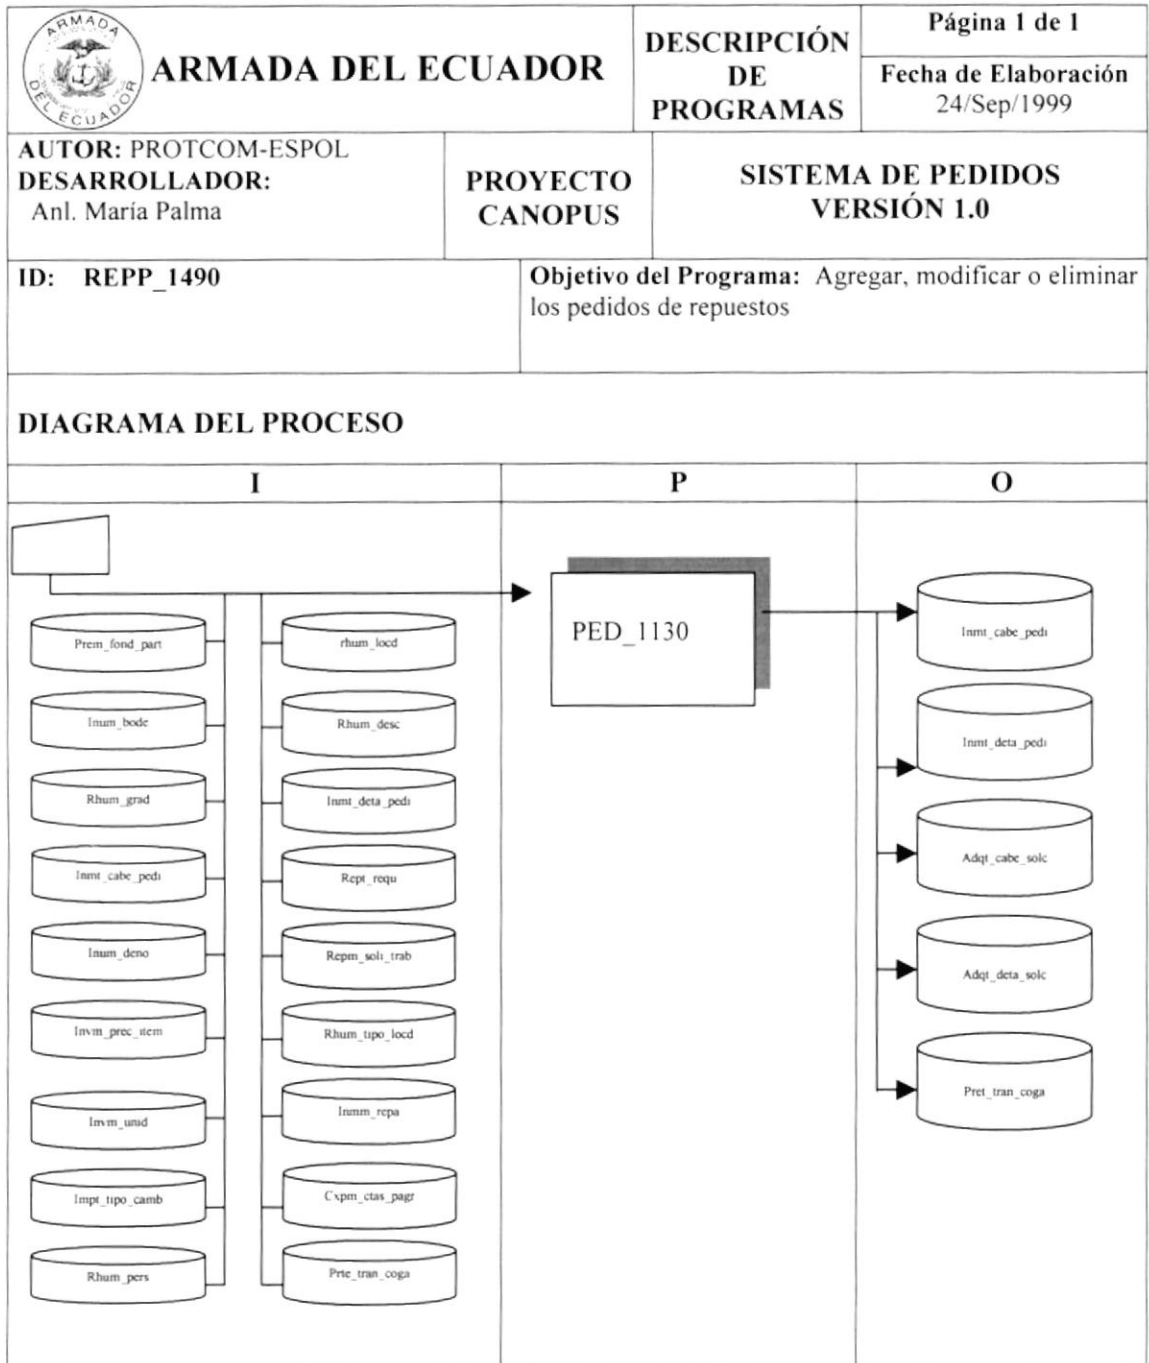 ARMADA DEL ECUADOR
ARMADA DEL ECUADOR
DESCRIPCIÓN
DE
PROGRAMAS
Página 1 de 1
Fecha de Elaboración
24/Sep/1999
AUTOR: PROTCOM-ESPOL
DESARROLLADOR:
Anl. María Palma
PROYECTO
CANOPUS
SISTEMA DE PEDIDOS
VERSIÓN 1.0
ID: REPP_1490
Objetivo del Programa: Agregar, modificar o eliminar
los pedidos de repuestos
DIAGRAMA DEL PROCESO
I
P
O
Prem_fond_part
Inum_bode
Rhum_grad
Inmt_cabe_pedi
Inum_deno
Invm_prec_item
Invm_unid
Impt_tipo_camb
Rhum_pers
rhum_locd
Rhum_desc
Inmt_deta_pedi
Rept_requ
Repm_soli_trab
Rhum_tipo_locd
Inmm_repa
Cxpm_ctas_pagr
Prte_tran_coga
PED_1130
Inmt_cabe_pedi
Inmt_deta_pedi
Adqt_cabe_solc
Adqt_deta_solc
Pret_tran_coga